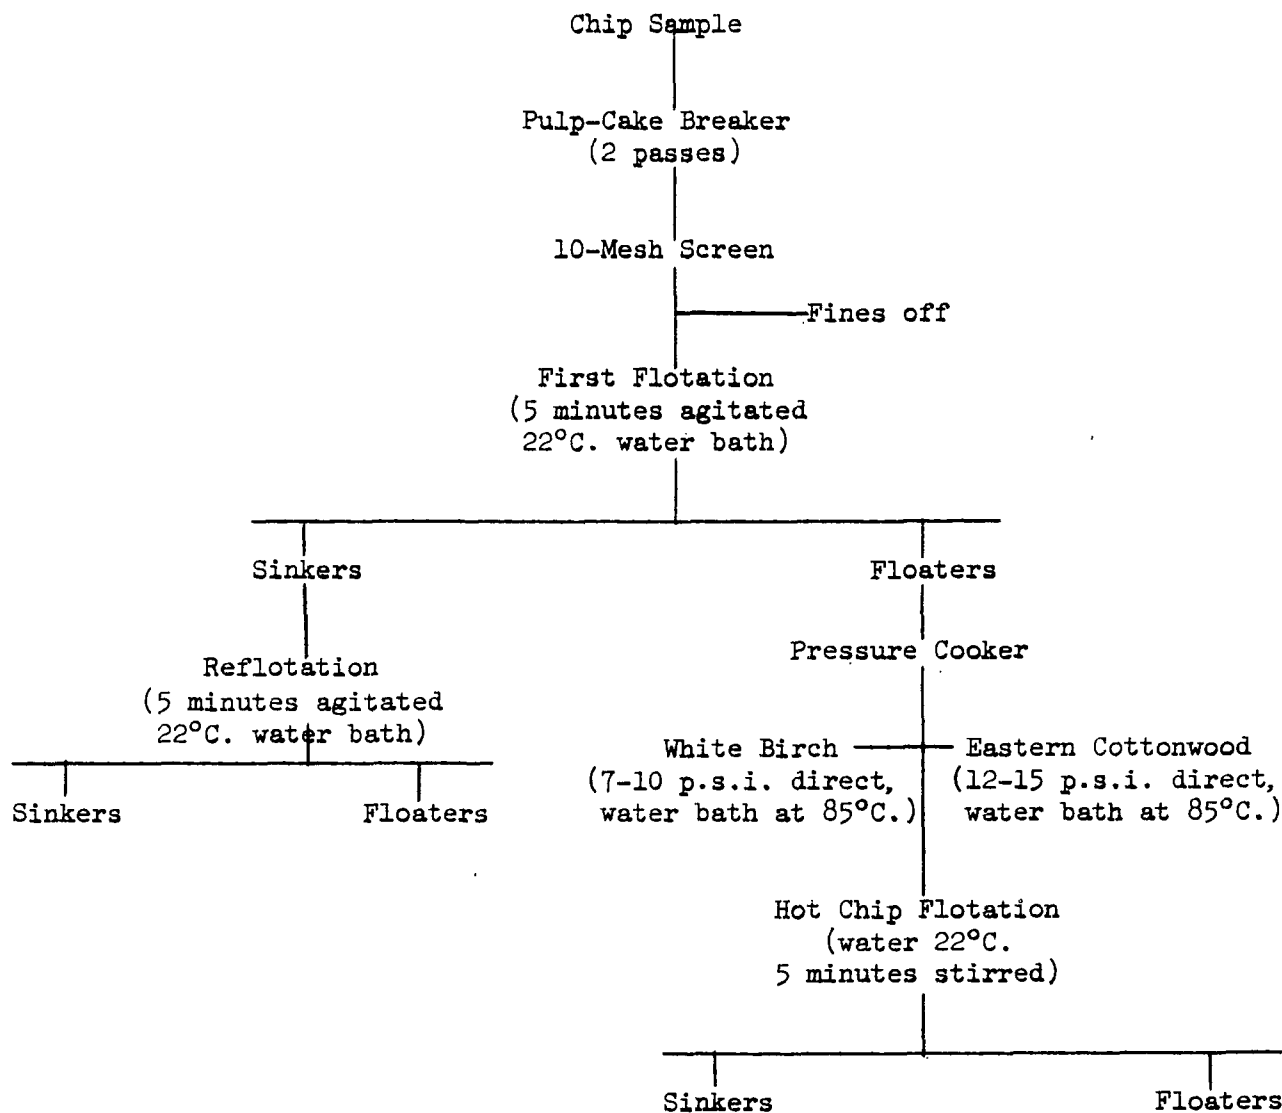 Chip Sample
Pulp-Cake Breaker
(2 passes)
10-Mesh Screen
Fines off
First Flotation
(5 minutes agitated
22°C. water bath)
Sinkers
Floaters
Reflotation
(5 minutes agitated
22°C. water bath)
Sinkers
Floaters
Pressure Cooker
White Birch
(7-10 p.s.i. direct,
water bath at 85°C.)
Eastern Cottonwood
(12-15 p.s.i. direct,
water bath at 85°C.)
Hot Chip Flotation
(water 22°C.
5 minutes stirred)
Sinkers
Floaters